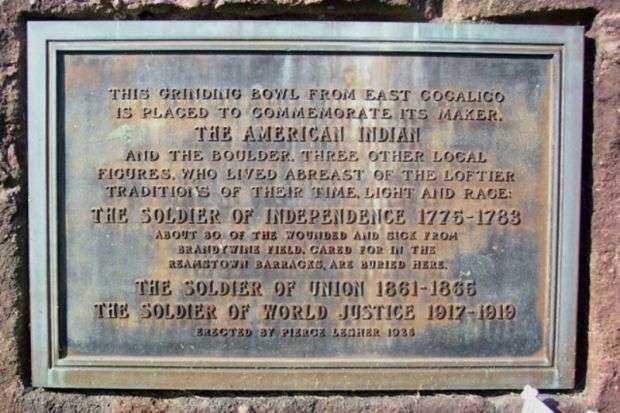 THIS GRINDING BOWL FROM EAST COCALICO
IS PLACED TO COMMEMORATE ITS MAKER,
THE AMERICAN INDIAN
AND THE BOULDER, THREE OTHER LOCAL
FIGURES, WHO LIVED ABREAST OF THE LOFTIER
TRADITIONS OF THEIR TIME, LIGHT AND RACE:
THE SOLDIER OF INDEPENDENCE 1775-1783
ABOUT 80 OF THE WOUNDED AND SICK FROM
BRANDYWINE FIELD, CARED FOR IN THE
REAMSTOWN BARRACKS, ARE BURIED HERE.
THE SOLDIER OF UNION 1861-1865
THE SOLDIER OF WORLD JUSTICE 1917-1919
ERECTED BY PIERCE LESHER